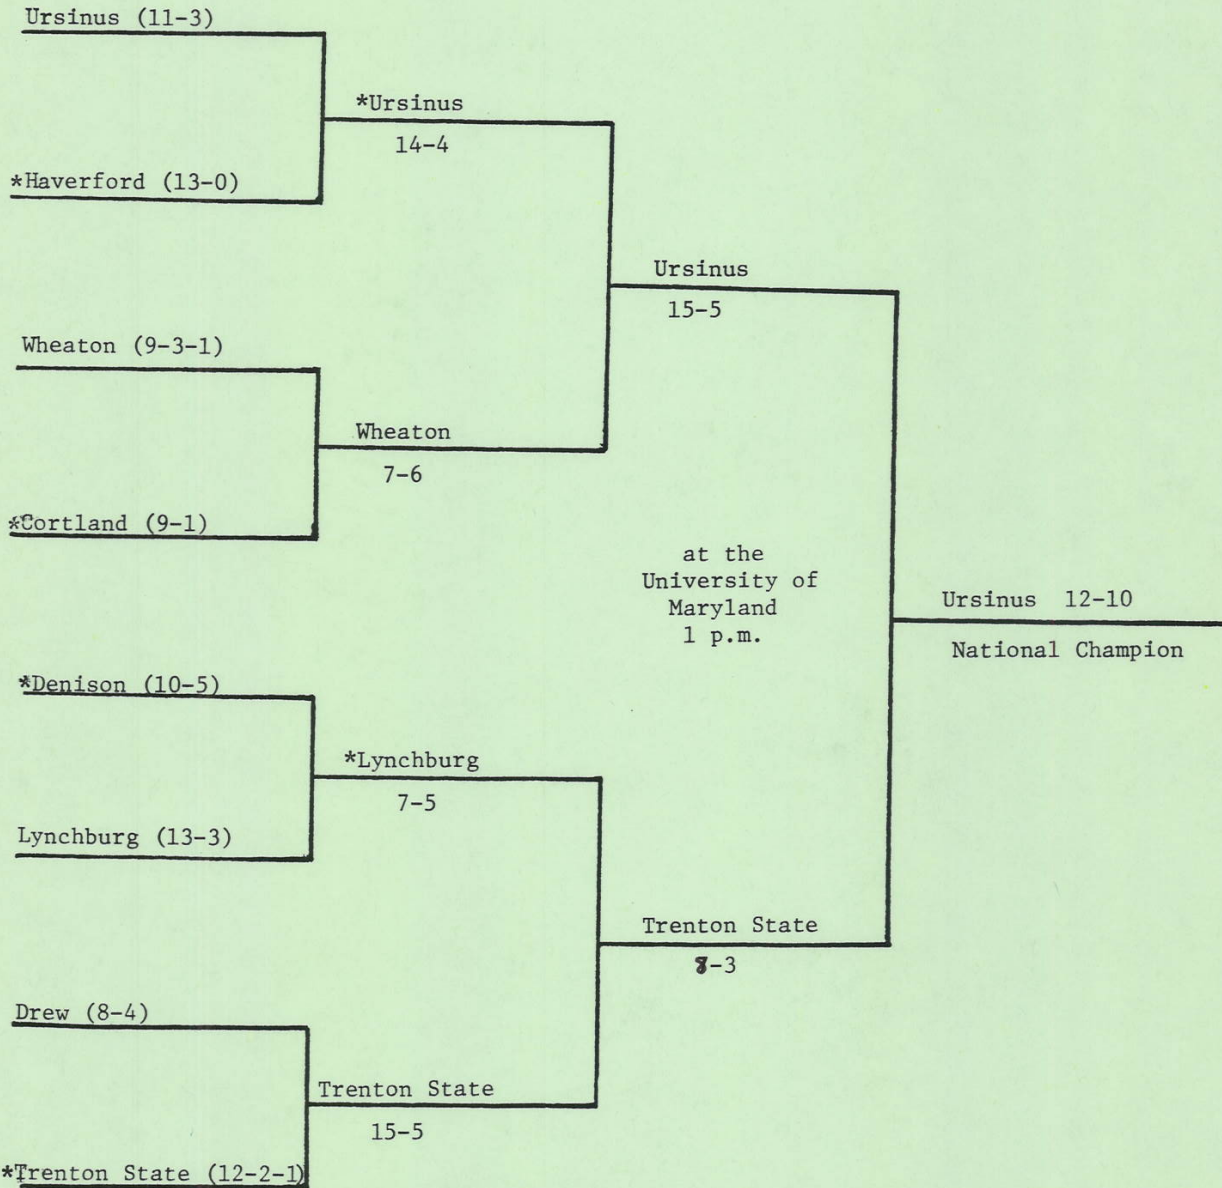 Ursinus (11-3)
*Ursinus
14-4
*Haverford (13-0)
Ursinus
15-5
Wheaton (9-3-1)
Wheaton
7-6
*Cortland (9-1)
at the
University of
Maryland
1 p.m.
Ursinus 12-10
National Champion
*Denison (10-5)
*Lynchburg
7-5
Lynchburg (13-3)
Trenton State
-3
Drew (8-4)
Trenton State
15-5
*Trenton State (12-2-1)